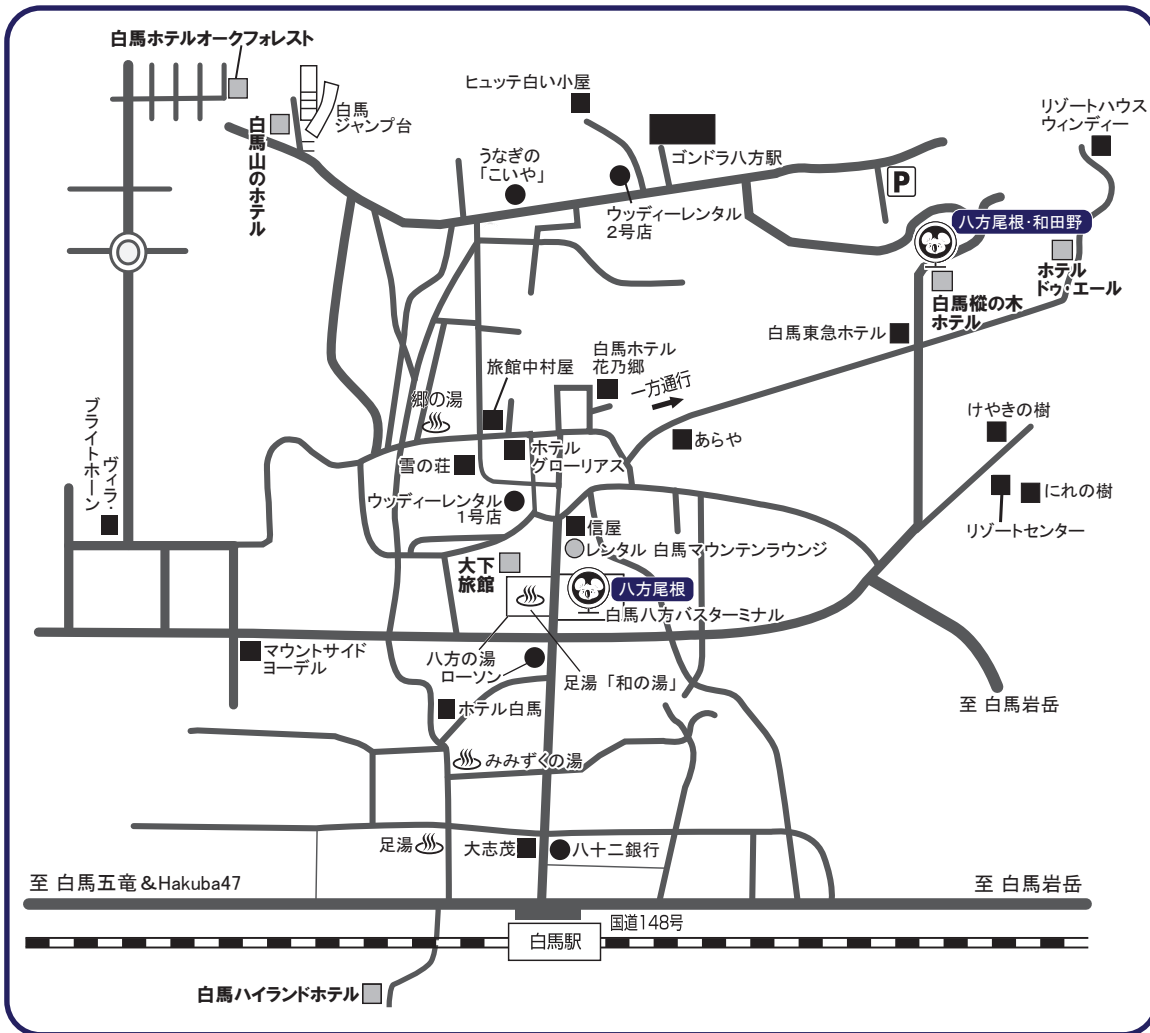 白馬ホテルオークフォレスト
白馬
ジャンプ台
白馬山のホテル
ヒュッテ白い小屋
うなぎの
「こいや」
ゴンドラ八方駅
ウッディーレンタル
2号店
P
リゾートハウス
ウィンディー
八方尾根・和田野
ホテル
ドゥ・エール
白馬樅の木
ホテル
白馬東急ホテル
白馬ホテル
花乃郷
一方通行
旅館中村屋
郷の湯
ホテル
グローリアス
あらや
けやきの樹
雪の荘
ヴィラ・
ブライトホーン
ウッディーレンタル
1号店
にれの樹
リゾートセンター
信屋
レンタル 白馬マウンテンラウンジ
大下
旅館
八方尾根
白馬八方バスターミナル
マウントサイド
ヨーデル
八方の湯
ローソン
足湯「和の湯」
ホテル白馬
至 白馬岩岳
みみずくの湯
足湯
大志茂
八十二銀行
至 白馬五竜&Hakuba47
至 白馬岩岳
国道148号
白馬駅
白馬ハイランドホテル